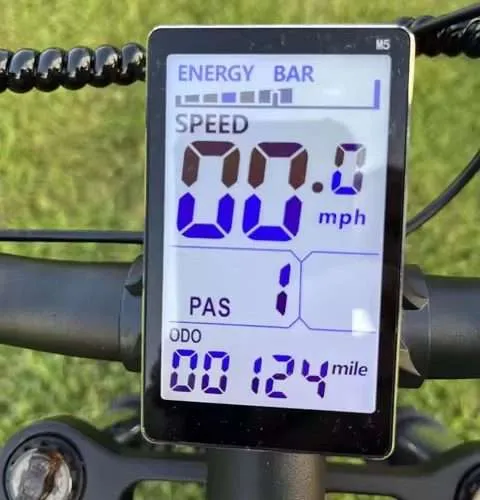 M5
ENERGY BAR
SPEED
00.0 mph
PAS 1
ODO
00124 mile